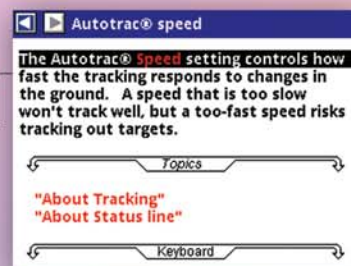 Autotrac® speed
The Autotrac® Speed setting controls how
fast the tracking responds to changes in
the ground. A speed that is too slow
won't track well, but a too-fast speed risks
tracking out targets.
Topics
"About Tracking"
"About Status line"
Keyboard